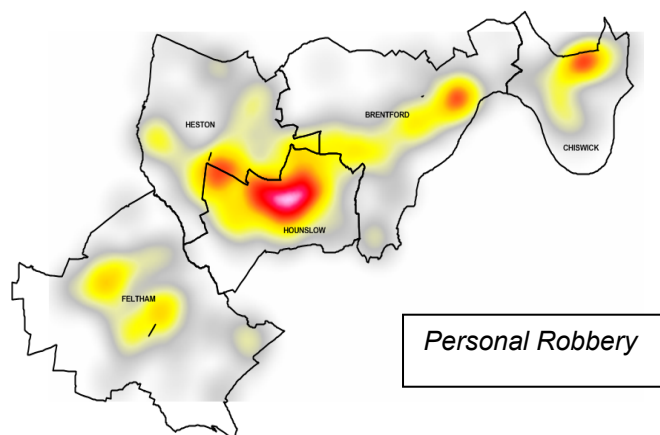 BRENTFORD
HESTON
CHISWICK
HOUNSLOW
FELTHAM
Personal Robbery